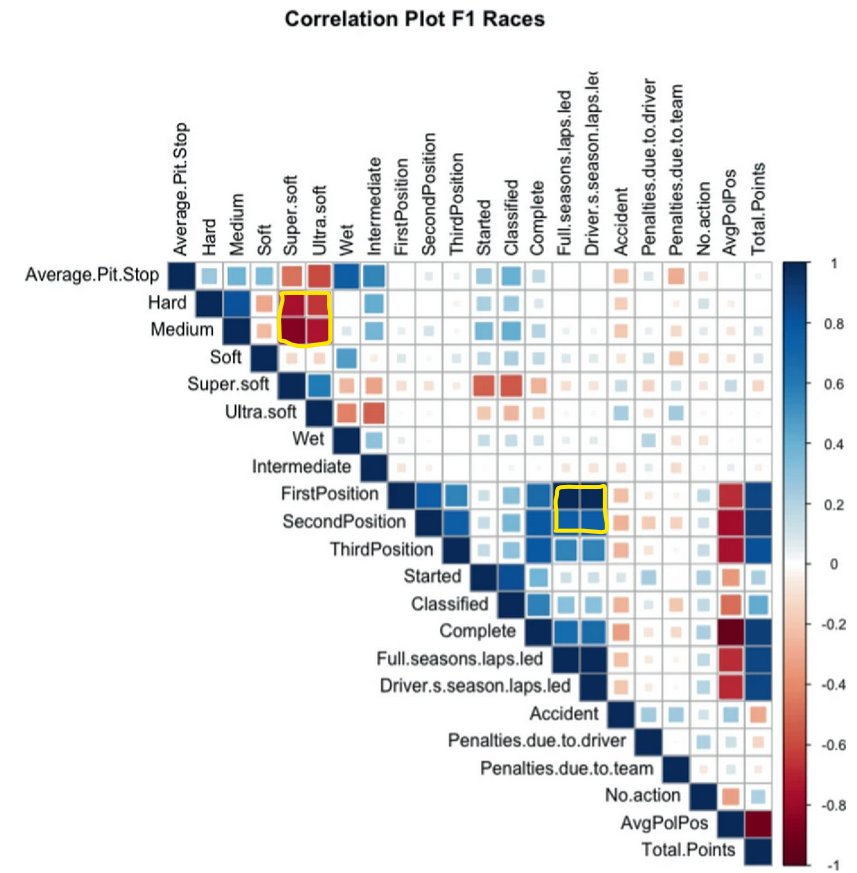 Correlation Plot F1 Races
Average.Pit.Stop
Hard
Medium
Soft
Super.soft
Ultra.soft
Wet
Intermediate
FirstPosition
SecondPosition
ThirdPosition
Started
Classified
Complete
Full.seasons.laps.led
Driver.s.season.laps.lec
Accident
Penalties.due.to.driver
Penalties.due.to.team
No.action
AvgPolPos
Total.Points
Average.Pit.Stop
Hard
Medium
Soft
Super.soft
Ultra.soft
Wet
Intermediate
FirstPosition
SecondPosition
ThirdPosition
Started
Classified
Complete
Full.seasons.laps.led
Driver.s.season.laps.led
Accident
Penalties.due.to.driver
Penalties.due.to.team
No.action
AvgPolPos
Total.Points
1
0.8
0.6
0.4
0.2
0
-0.2
-0.4
-0.6
-0.8
-1